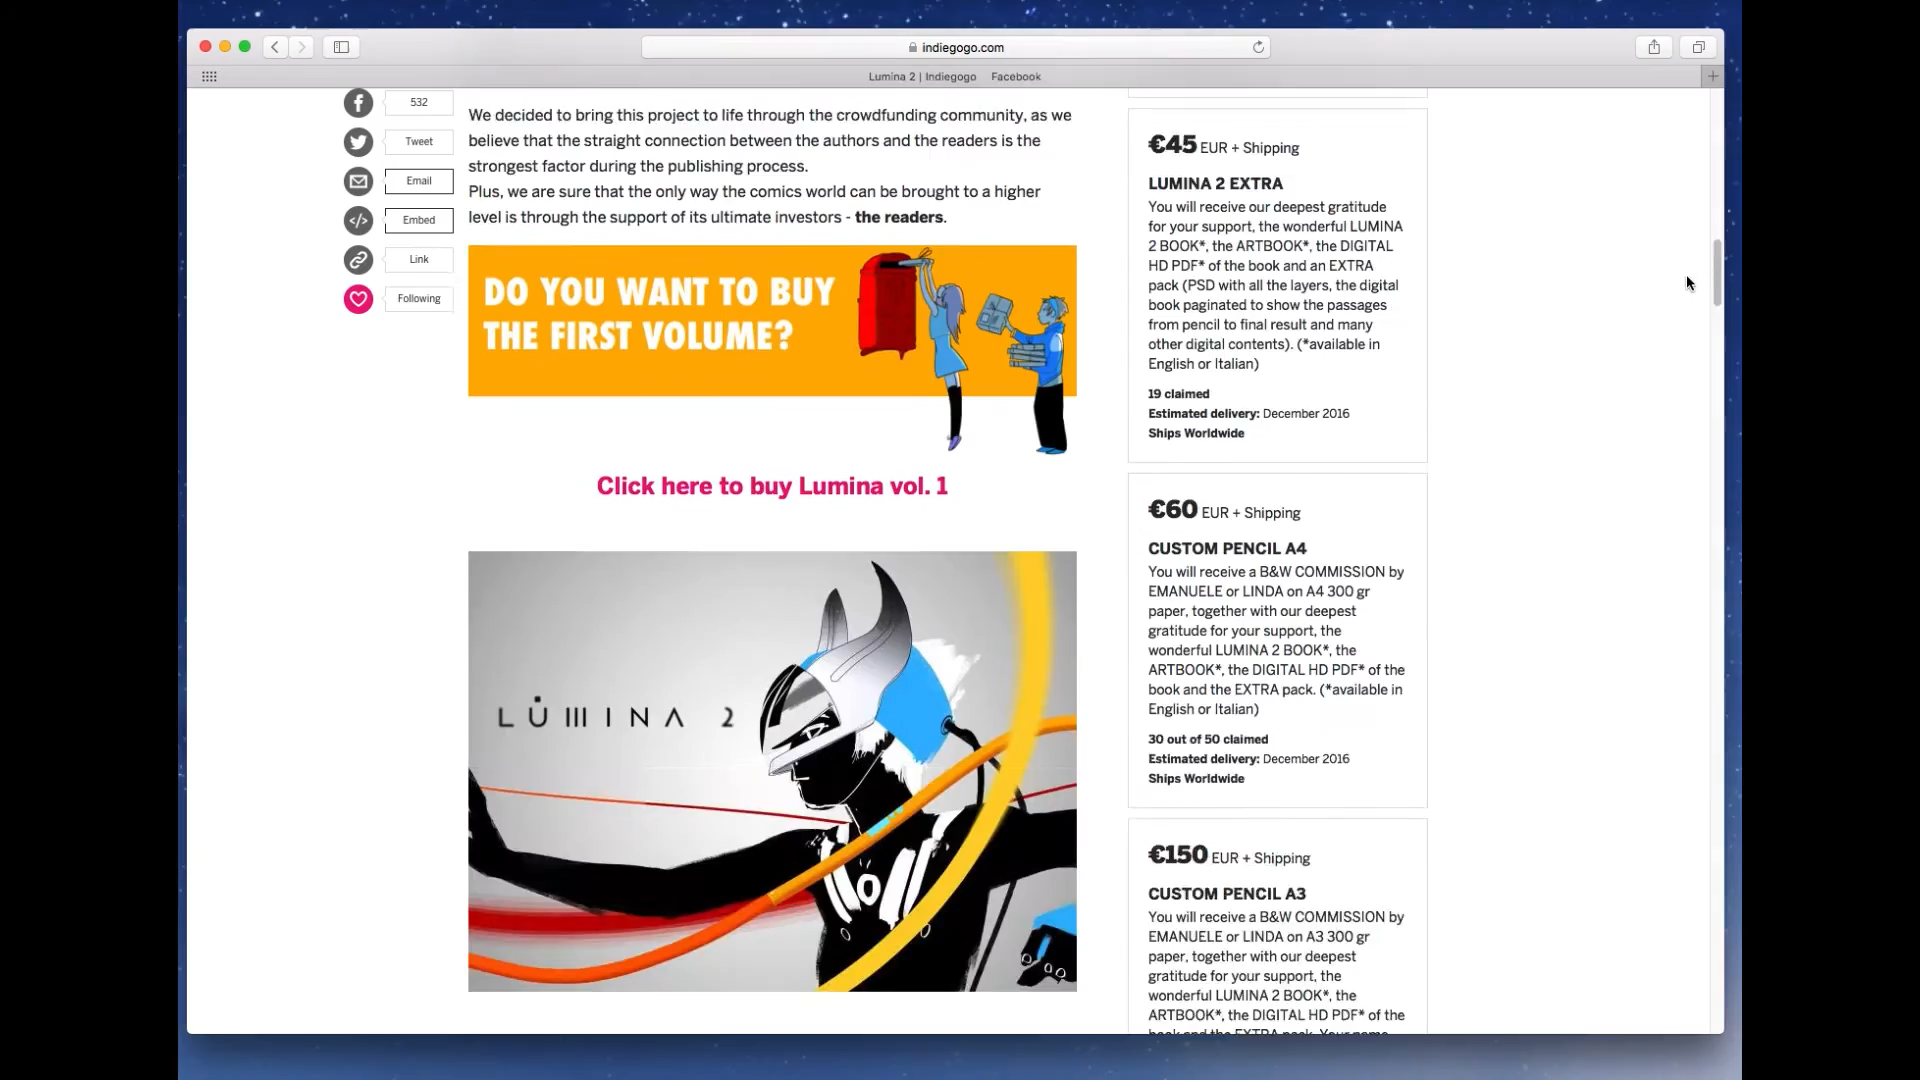 indiegogo.com
Lumina 2 | Indiegogo
Facebook
532
Tweet
Email
Embed
Link
Following
We decided to bring this project to life through the crowdfunding community, as we
believe that the straight connection between the authors and the readers is the
strongest factor during the publishing process.
Plus, we are sure that the only way the comics world can be brought to a higher
level is through the support of its ultimate investors - the readers.
DO YOU WANT TO BUY
THE FIRST VOLUME?
Click here to buy Lumina vol. 1
LUMINA 2
€45 EUR + Shipping
LUMINA 2 EXTRA
You will receive our deepest gratitude
for your support, the wonderful LUMINA
2 BOOK*, the ARTBOOK*, the DIGITAL
HD PDF* of the book and an EXTRA
pack (PSD with all the layers, the digital
book paginated to show the passages
from pencil to final result and many
other digital contents). (*available in
English or Italian)
19 claimed
Estimated delivery: December 2016
Ships Worldwide
€60 EUR + Shipping
CUSTOM PENCIL A4
You will receive a B&W COMMISSION by
EMANUELE or LINDA on A4 300 gr
paper, together with our deepest
gratitude for your support, the
wonderful LUMINA 2 BOOK*, the
ARTBOOK*, the DIGITAL HD PDF* of the
book and the EXTRA pack. (*available in
English or Italian)
30 out of 50 claimed
Estimated delivery: December 2016
Ships Worldwide
€150 EUR + Shipping
CUSTOM PENCIL A3
You will receive a B&W COMMISSION by
EMANUELE or LINDA on A3 300 gr
paper, together with our deepest
gratitude for your support, the
wonderful LUMINA 2 BOOK*, the
ARTBOOK*, the DIGITAL HD PDF* of the
book and the EXTRA pack. Your name